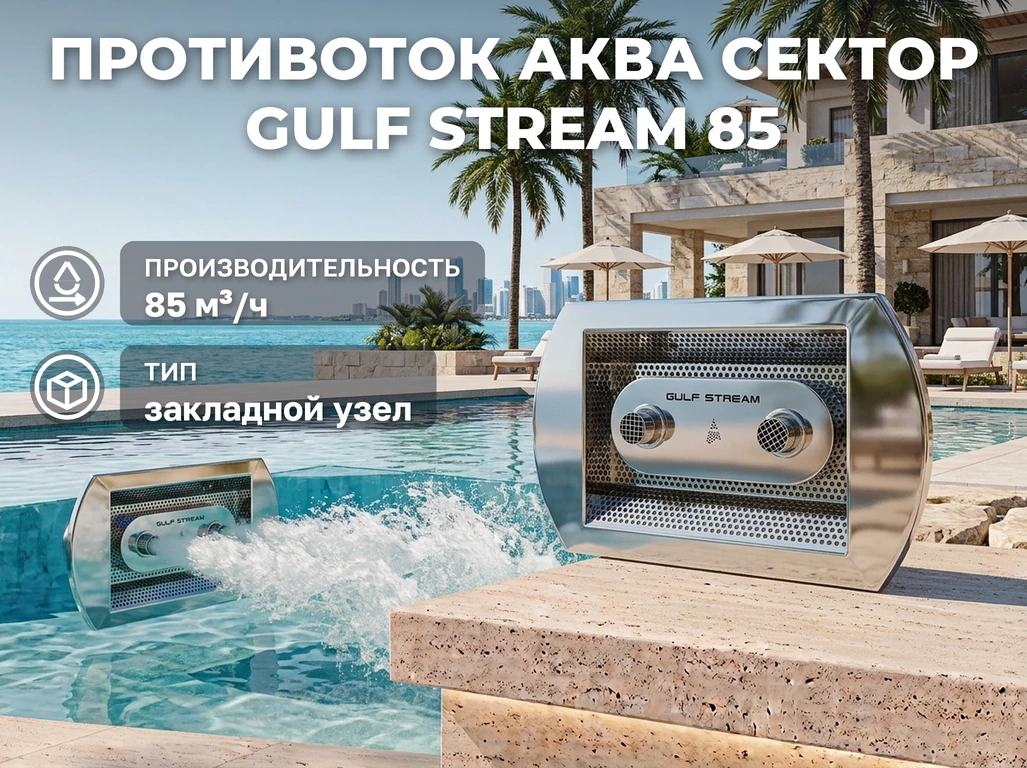 ПРОТИВОТОК АКВА СЕКТОР
GULF STREAM 85
ПРОИЗВОДИТЕЛЬНОСТЬ
85 м³/ч
ТИП
закладной узел
GULF STREAM
GULF STREAM